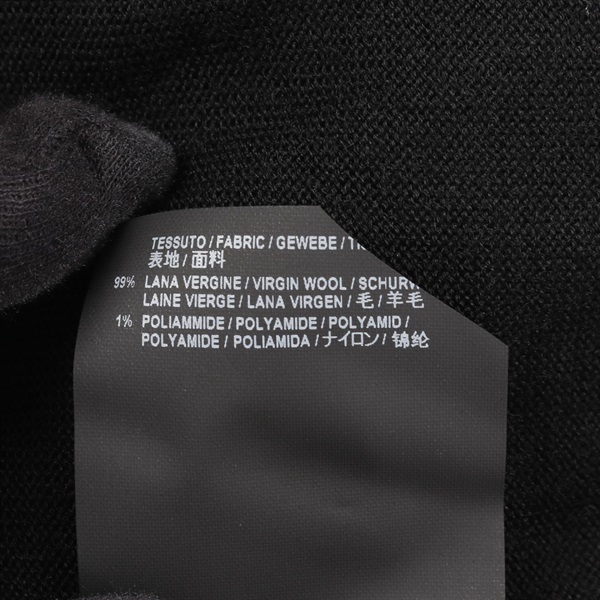 TESSUTO / FABRIC / GEWEBE /
表地 / 面料
99% LANA VERGINE / VIRGIN WOOL /
LAINE VIERGE / LANA VIRGEN / 毛 / 羊毛
1% POLIAMMIDE / POLYAMIDE / POLYAMID /
POLYAMIDE / POLIAMIDA / ナイロン / 锦纶